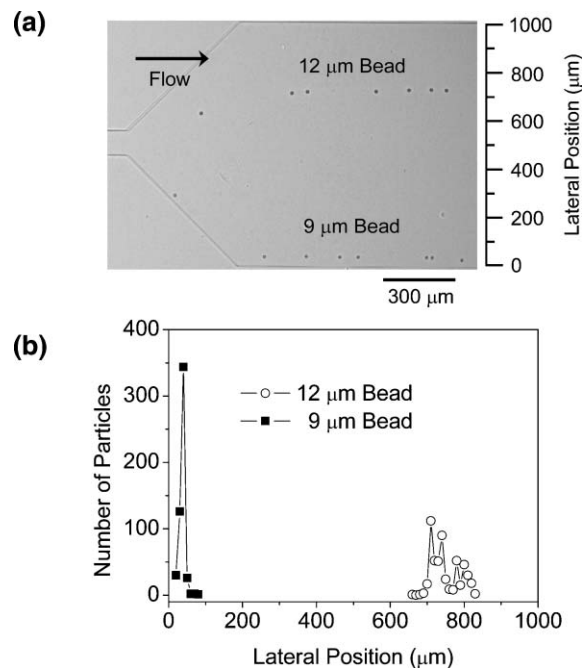 (a)
Flow
12 μm Bead
9 μm Bead
1000
800
600
400
200
0
Lateral Position (μm)
300 μm
(b)
400
300
200
100
0
12 μm Bead
9 μm Bead
Number of Particles
0
200
400
600
800
1000
Lateral Position (μm)